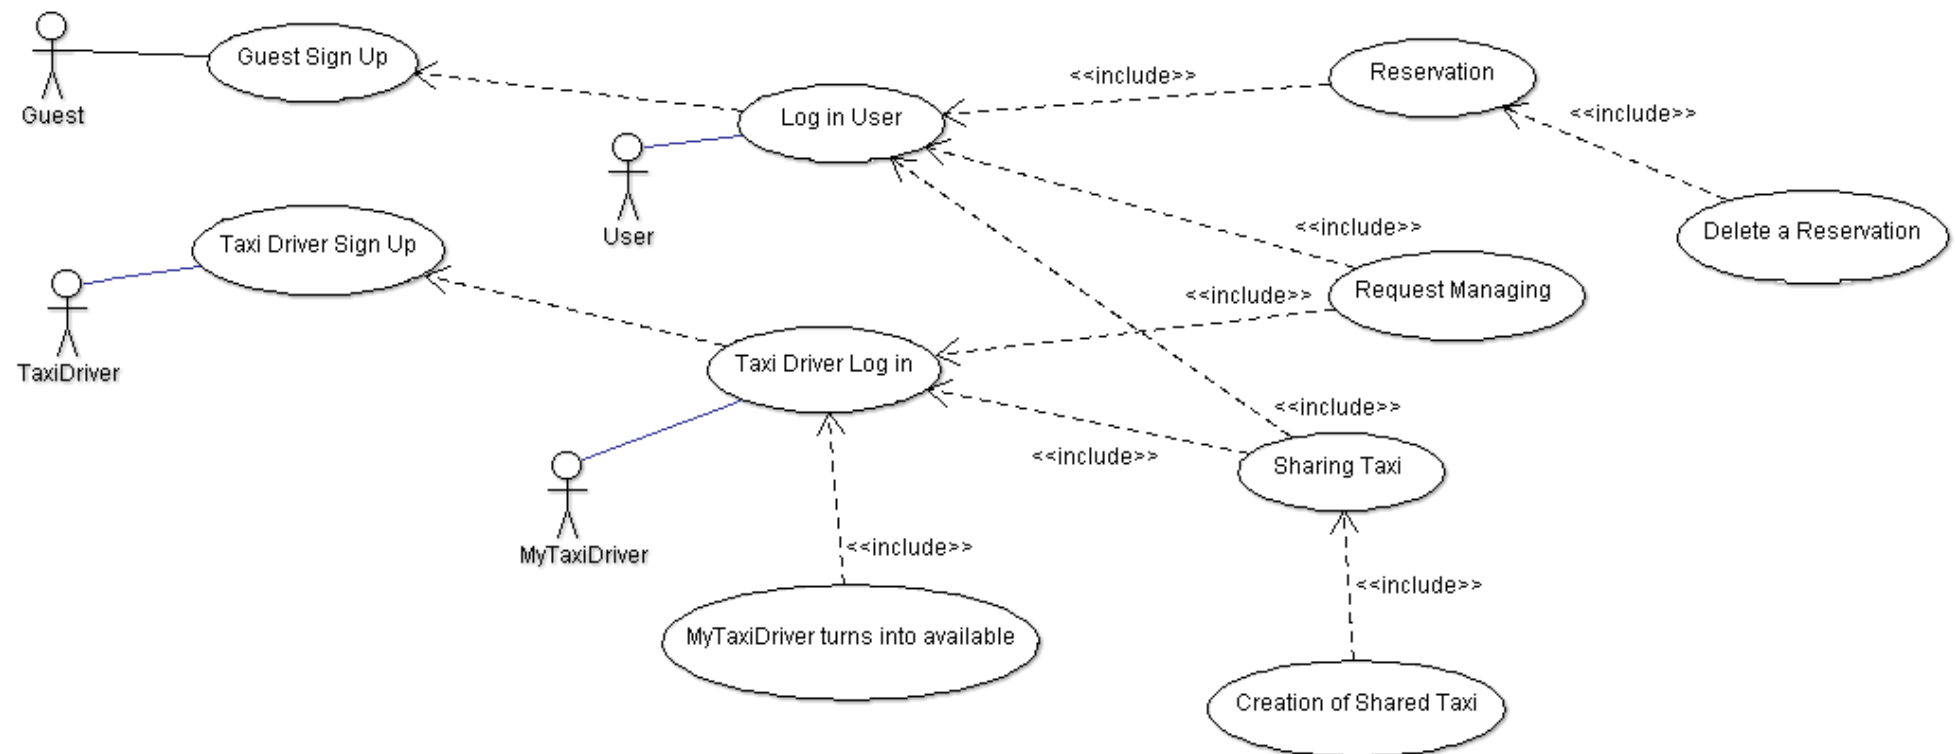 Guest Sign Up
Guest
Log in User
<<include>>
Reservation
<<include>>
User
Taxi Driver Sign Up
Delete a Reservation
<<include>>
TaxiDriver
<<include>>
Request Managing
Taxi Driver Log in
<<include>>
<<include>>
Sharing Taxi
MyTaxiDriver
<<include>>
<<include>>
MyTaxiDriver turns into available
Creation of Shared Taxi